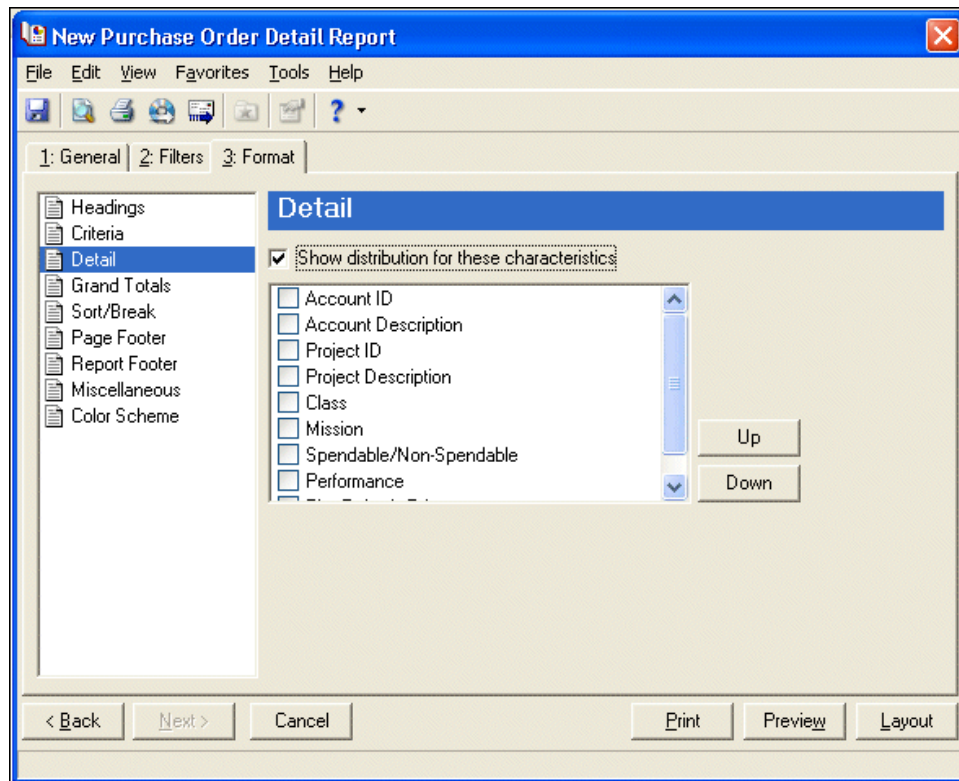 New Purchase Order Detail Report
File Edit View Favorites Tools Help
?
1: General 2: Filters 3: Format
Headings
Criteria
Detail
Grand Totals
Sort/Break
Page Footer
Report Footer
Miscellaneous
Color Scheme
Detail
Show distribution for these characteristics
Account ID
Account Description
Project ID
Project Description
Class
Mission
Spendable/Non-Spendable
Performance
Up
Down
< Back Next > Cancel Print Preview Layout